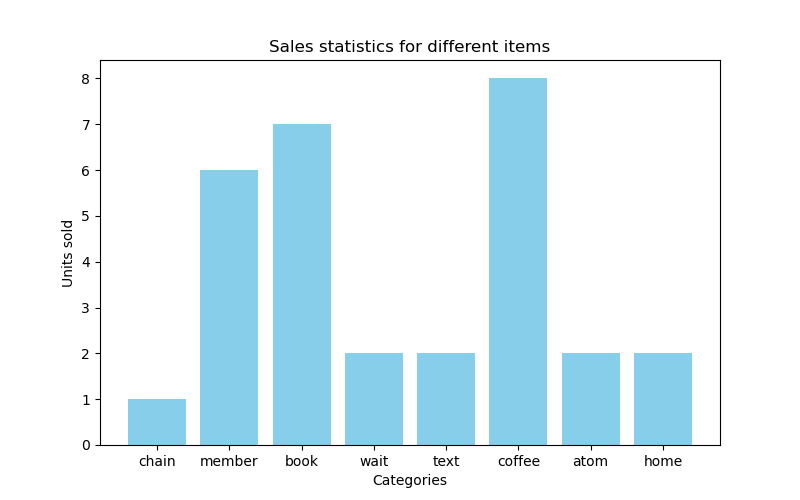 Sales statistics for different items
8
7
6
5
4
3
2
1
0
Units sold
chain member book wait text coffee atom home
Categories